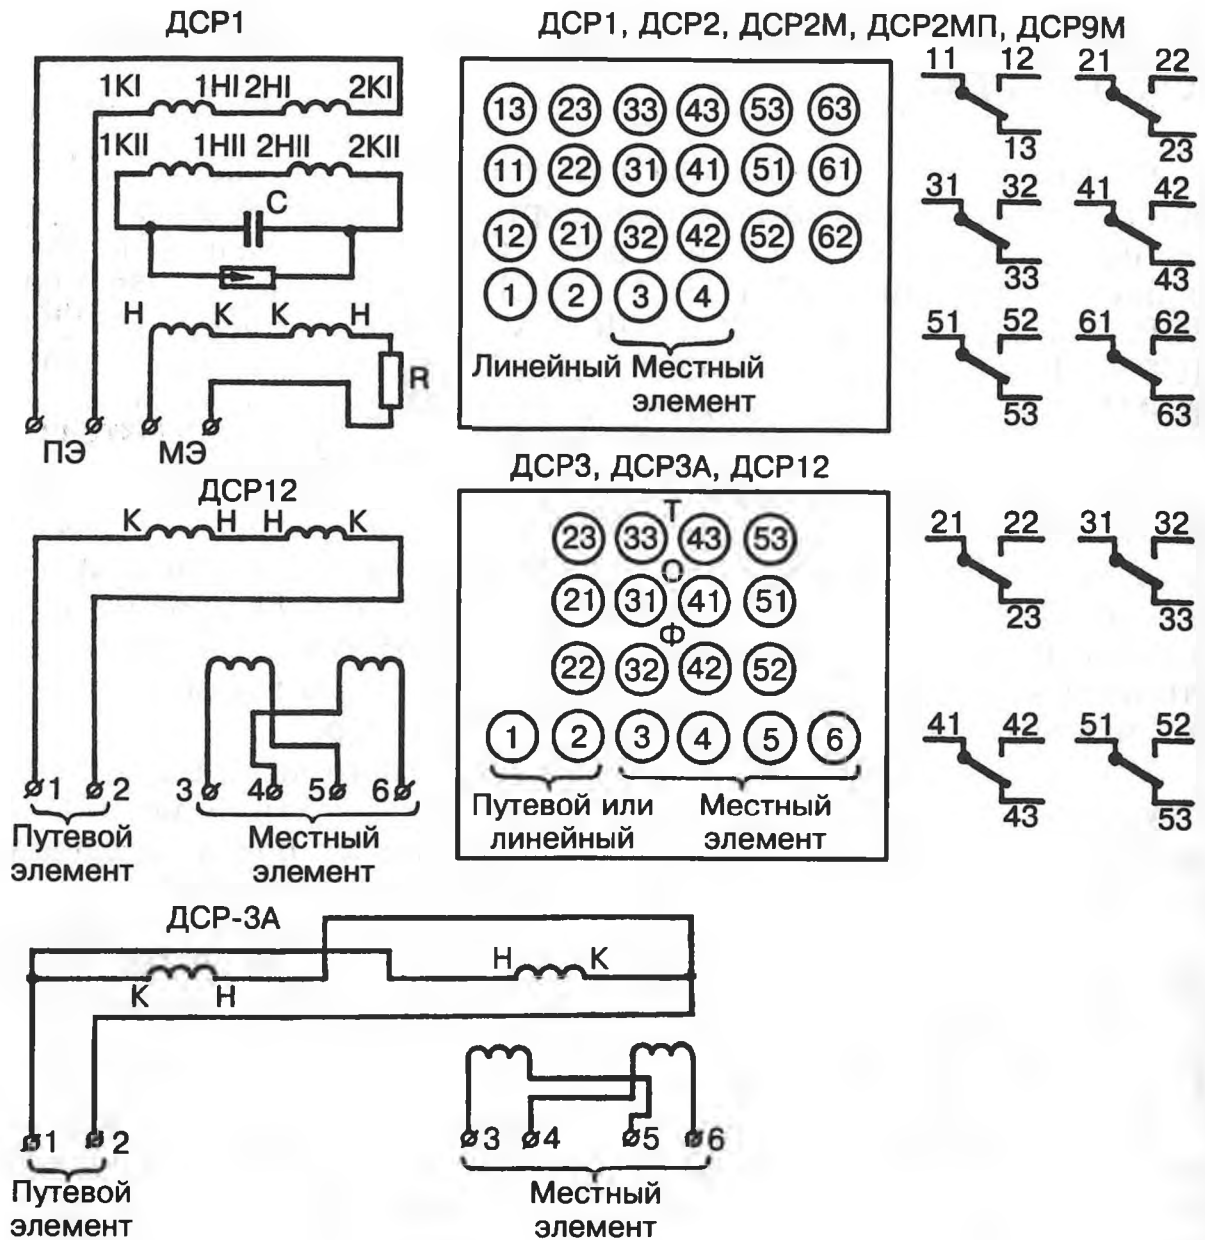 ДСР1
1КI 1НI 2НI 2КI
1КII 1НII 2НII 2КII
С
Н К К Н
R
ПЭ МЭ
ДСР1, ДСР2, ДСР2М, ДСР2МП, ДСР9М
13 23 33 43 53 63
11 22 31 41 51 61
12 21 32 42 52 62
1 2 3 4
Линейный Местный
элемент
11 12 21 22
13 23
31 32 41 42
33 43
51 52 61 62
53 63
ДСР12
К Н Н К
1 2 3 4 5 6
Путевой Местный
элемент элемент
ДСР3, ДСР3А, ДСР12
Т
23 33 43 53
О
21 31 41 51
Ф
22 32 42 52
1 2 3 4 5 6
Путевой или Местный
линейный элемент
21 22 31 32
23 33
41 42 51 52
43 53
ДСР-3А
К Н Н К
1 2 3 4 5 6
Путевой Местный
элемент элемент